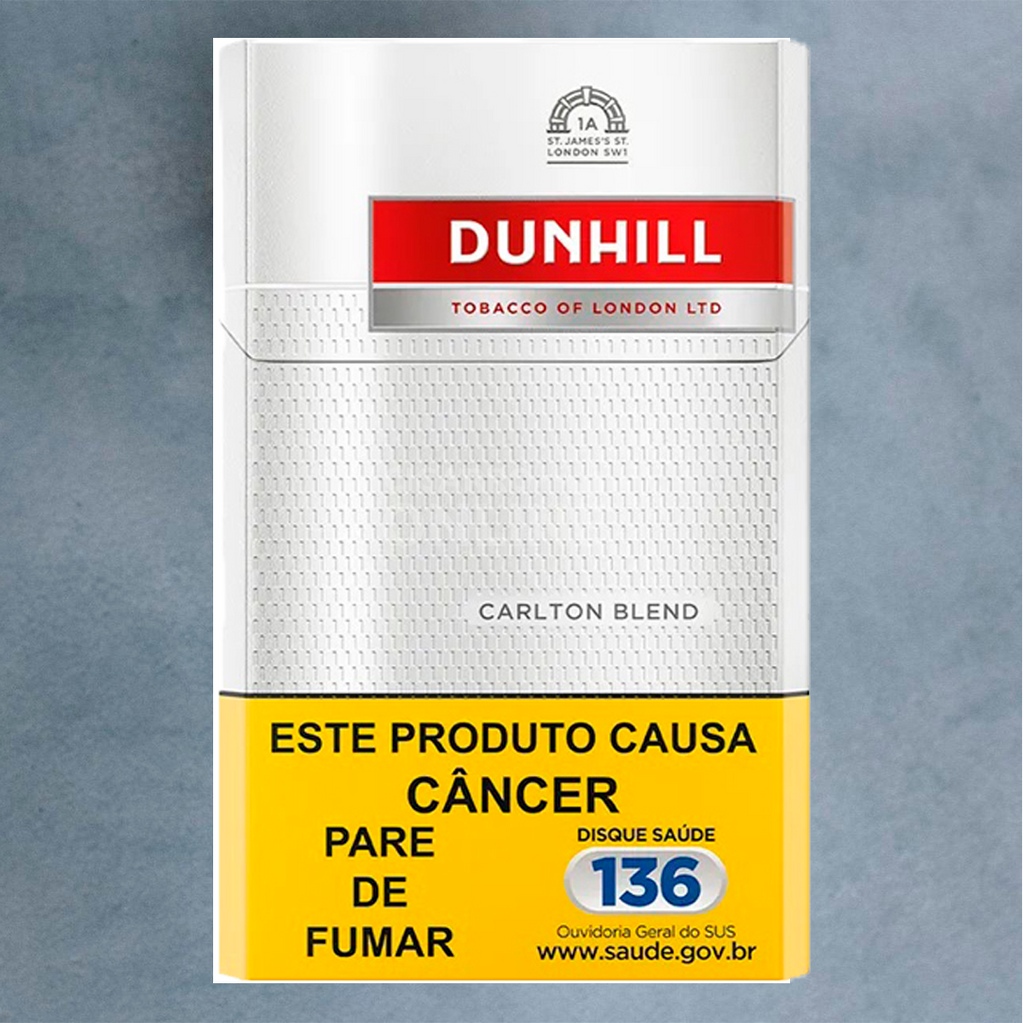 1A
ST. JAMES'S ST.
LONDON SW1
DUNHILL
TOBACCO OF LONDON LTD
CARLTON BLEND
ESTE PRODUTO CAUSA
CÂNCER
PARE
DE
FUMAR
DISQUE SAÚDE
136
Ouvidoria Geral do SUS
www.saude.gov.br